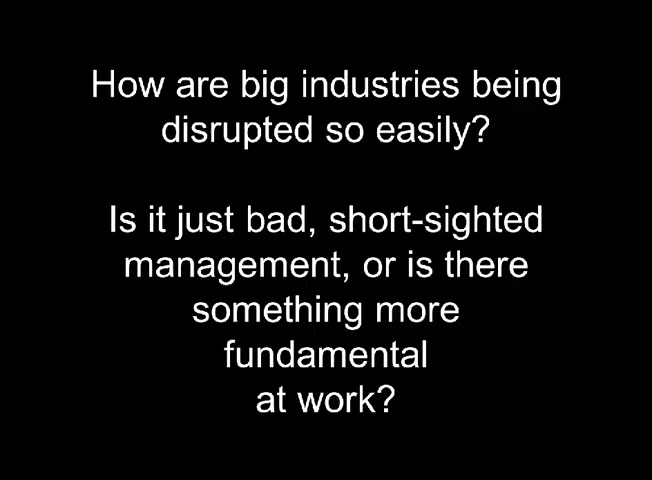 How are big industries being
disrupted so easily?
Is it just bad, short-sighted
management, or is there
something more
fundamental
at work?